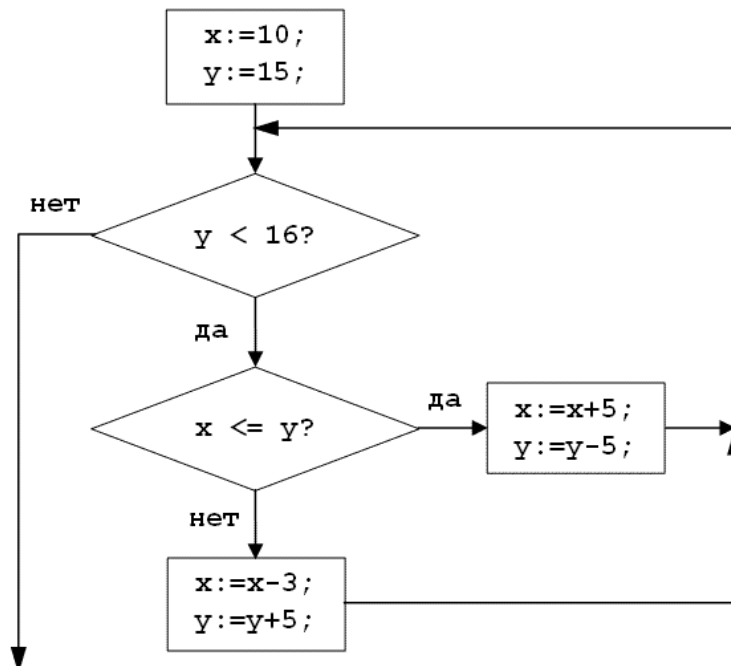 x:=10;
y:=15;
нет
y < 16?
да
x <= y?
да
x:=x+5;
y:=y-5;
нет
x:=x-3;
y:=y+5;